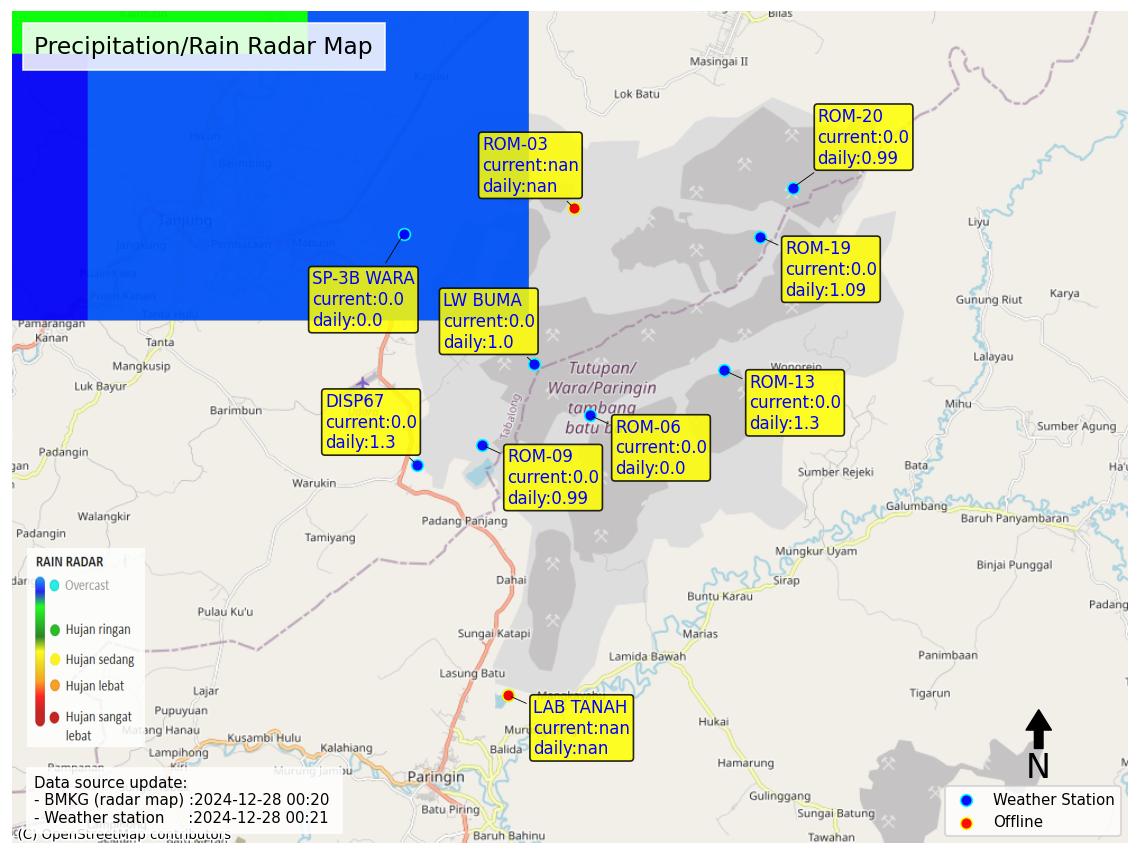 Precipitation/Rain Radar Map
Bilas
Masingai II
Lok Batu
ROM-20
current:0.0
daily:0.99
ROM-03
current:nan
daily:nan
Tanjung
Liyu
ROM-19
current:0.0
daily:1.09
SP-3B WARA
current:0.0
daily:0.0
LW BUMA
current:0.0
daily:1.0
Gunung Riut
Karya
Tanta Hulu
Pamarangan
Kanan
Tanta
Mangkusip
Luk Bayur
Lalayau
Wonorejo
Tutupan/
Wara/Paringin
tambang
batu b
ROM-13
current:0.0
daily:1.3
DISP67
current:0.0
daily:1.3
Barimbun
Tabalong
Mihu
ROM-06
current:0.0
daily:0.0
Sumber Agung
ROM-09
current:0.0
daily:0.99
Padangin
Warukin
Sumber Rejeki
Bata
Galumbang
Walangkir
Padang Panjang
Baruh Panyambaran
Padangin
Tamiyang
Mungkur Uyam
Binjai Punggal
Dahai
Sirap
Buntu Karau
Padang
Pulau Ku'u
RAIN RADAR
Overcast
Hujan ringan
Hujan sedang
Hujan lebat
Hujan sangat
lebat
Sungai Katapi
Marias
Lamida Bawah
Panimbaan
Lasung Batu
Lajar
Tigarun
Pupuyuan
LAB TANAH
current:nan
daily:nan
Matang Hanau
Hukai
Kusambi Hulu
Lampihong
Kalahiang
Balida
Murung Jambu
Hamarung
Paringin
N
Data source update:
- BMKG (radar map) :2024-12-28 00:20
- Weather station :2024-12-28 00:21
Gulinggang
Batu Piring
Sungai Batung
Weather Station
Offline
(C) OpenStreetMap contributors
Baruh Bahinu
Tawahan